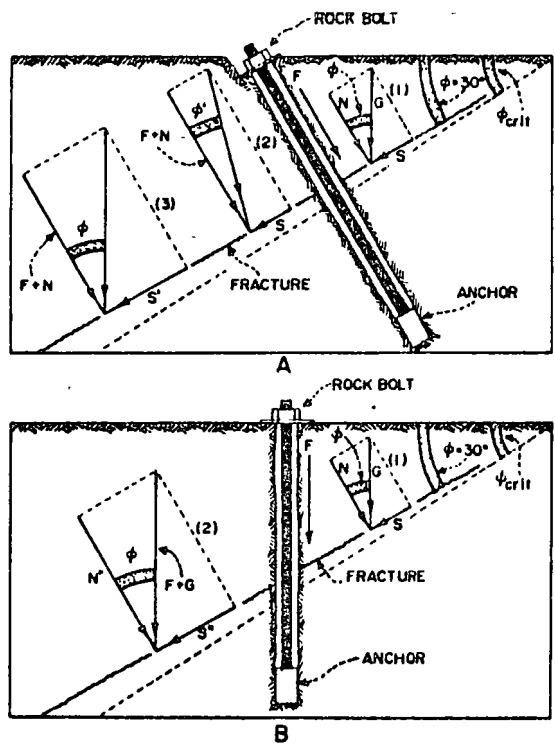 ROCK BOLT
F
φ
N
G
(1)
φ=30°
φcrit
φ'
F+N
(2)
S
φ
(3)
F+N
S
S'
FRACTURE
ANCHOR
A
ROCK BOLT
F
φ
N
G
(1)
φ=30°
ψcrit
S
φ
(2)
N"
F+G
FRACTURE
S"
ANCHOR
B